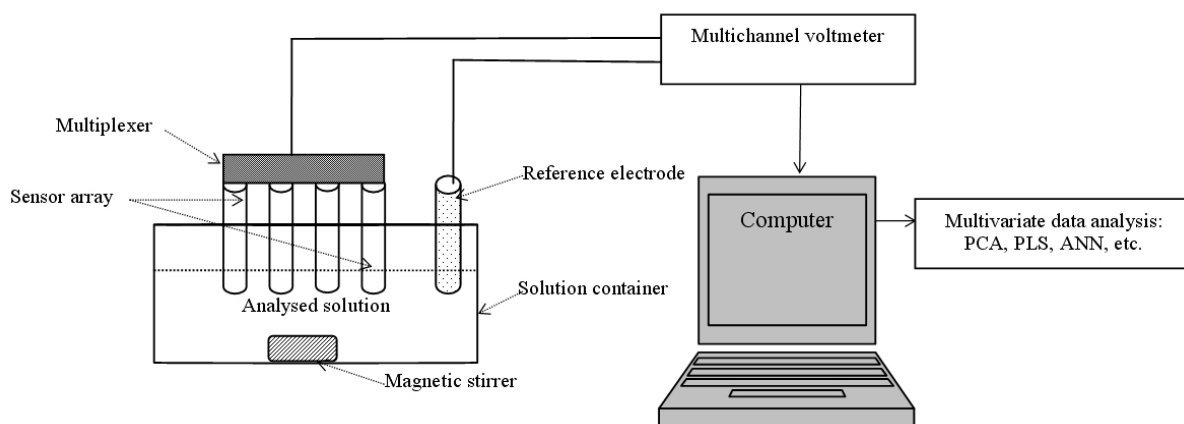 Multichannel voltmeter
Multiplexer
Reference electrode
Sensor array
Computer
Multivariate data analysis:
PCA, PLS, ANN, etc.
Solution container
Analysed solution
Magnetic stirrer